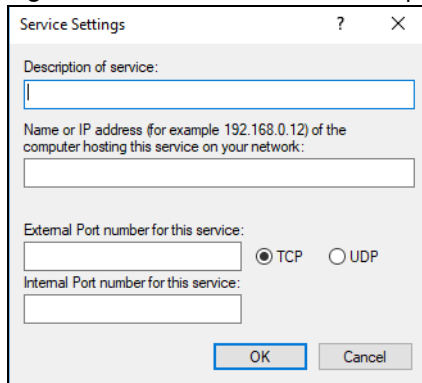 Service Settings ? X
Description of service:
Name or IP address (for example 192.168.0.12) of the
computer hosting this service on your network:
External Port number for this service:
TCP UDP
Internal Port number for this service:
OK Cancel